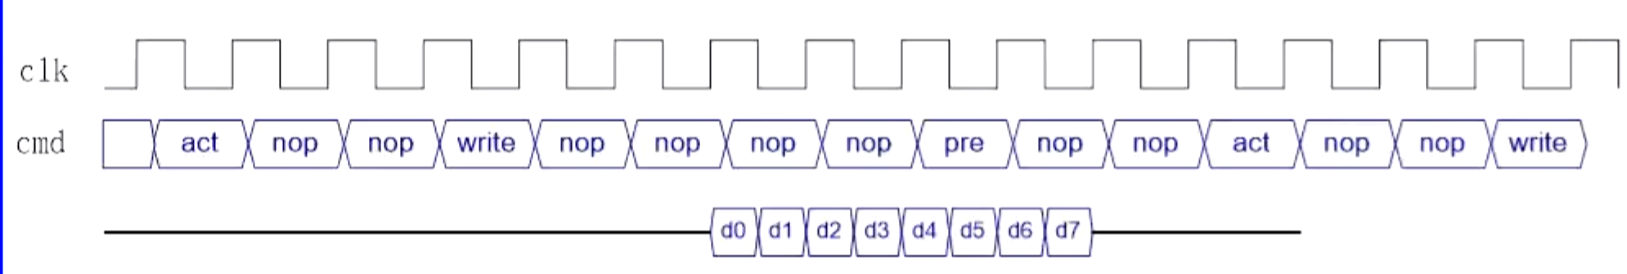 clk
cmd act nop nop write nop nop nop nop pre nop nop act nop nop write
d0 d1 d2 d3 d4 d5 d6 d7